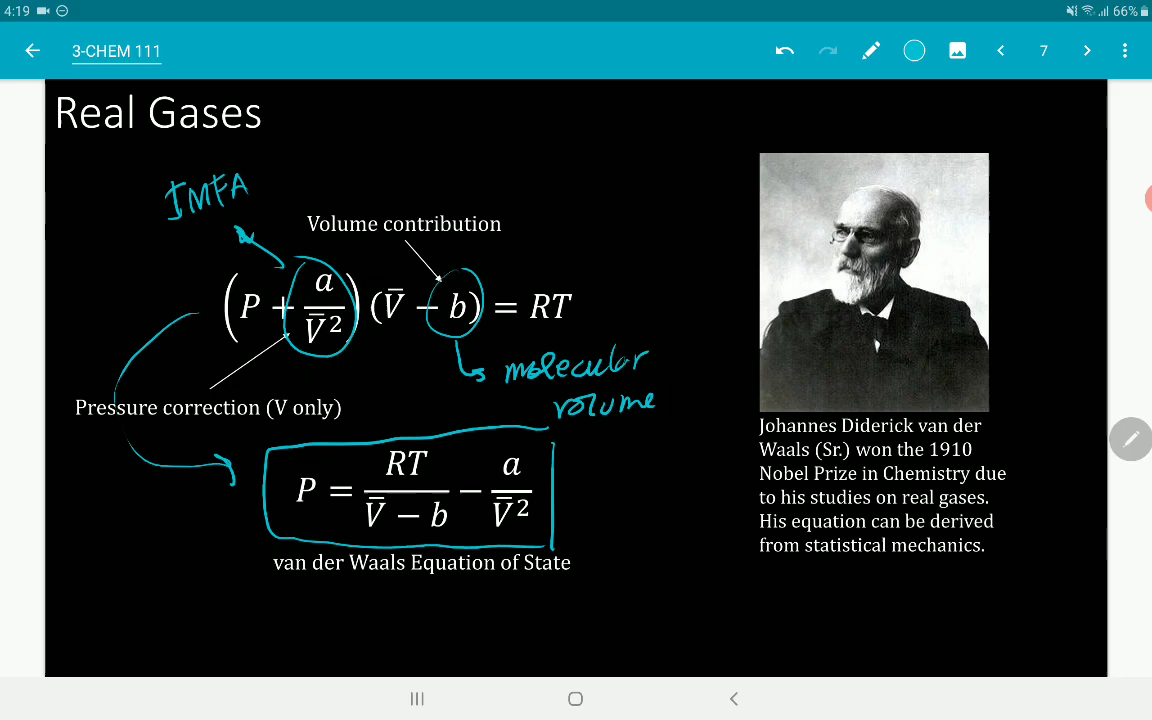 4:19 66%
3-CHEM 111 7
Real Gases
IMFA
Volume contribution
(P + a/V̄²) (V̄ − b) = RT
molecular
volume
Pressure correction (V only)
P = RT/(V̄ − b) − a/V̄²
van der Waals Equation of State
Johannes Diderick van der
Waals (Sr.) won the 1910
Nobel Prize in Chemistry due
to his studies on real gases.
His equation can be derived
from statistical mechanics.